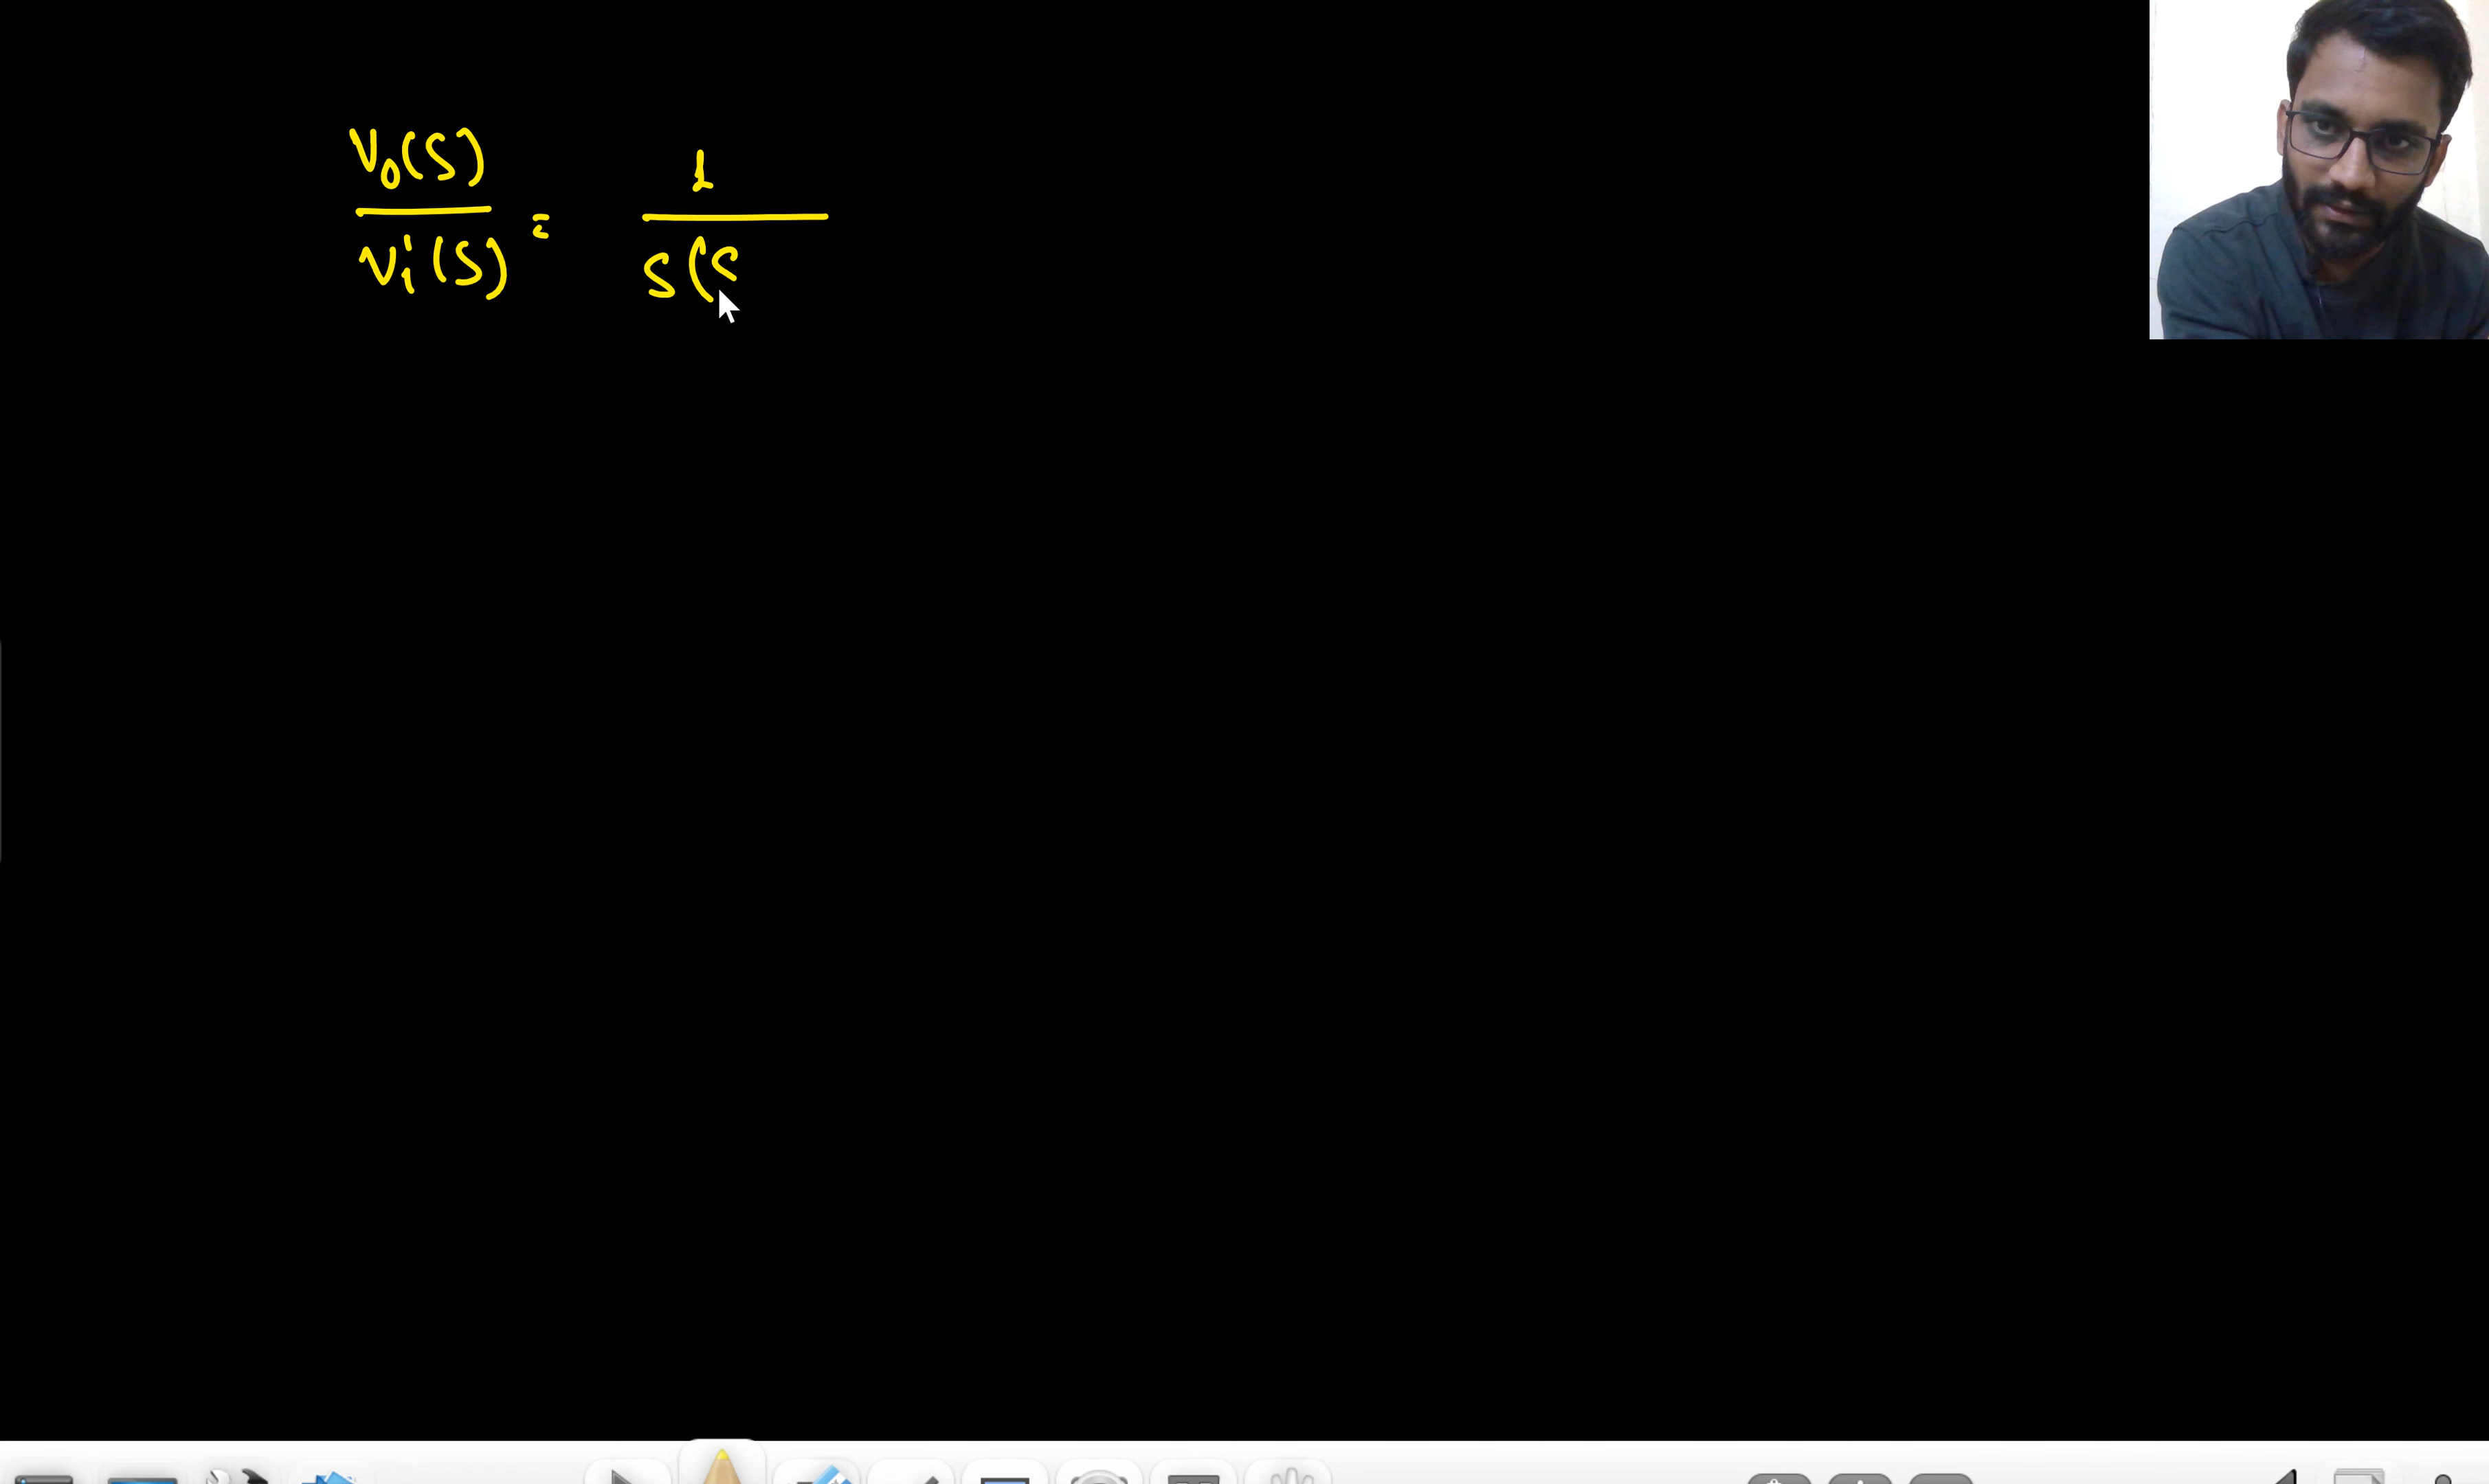 V₀(S)
/
Vᵢ(S) = 1 / S(S